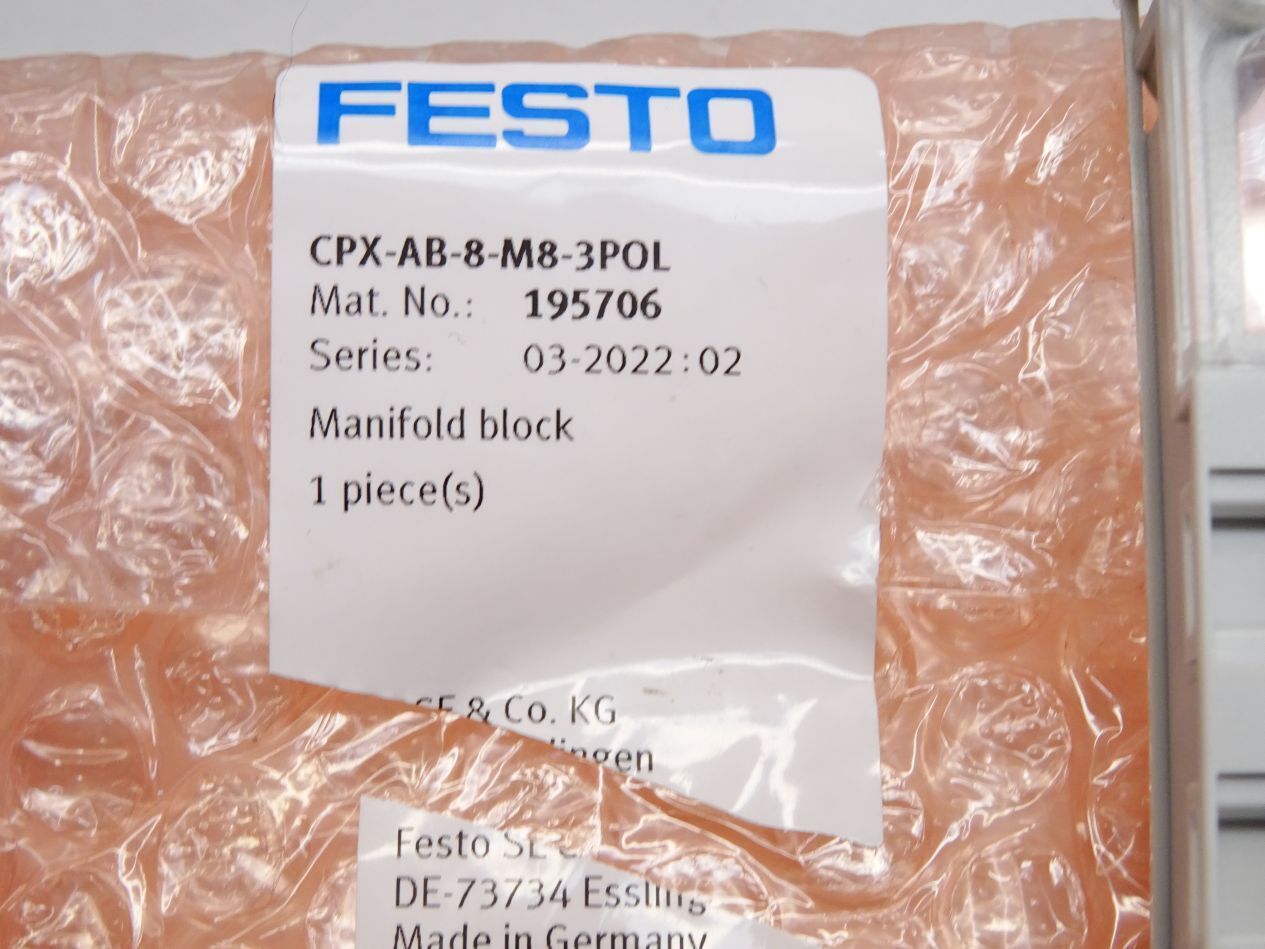 FESTO
CPX-AB-8-M8-3POL
Mat. No.: 195706
Series: 03-2022:02
Manifold block
1 piece(s)
& Co. KG
Festo
DE-73734
Made in Germany